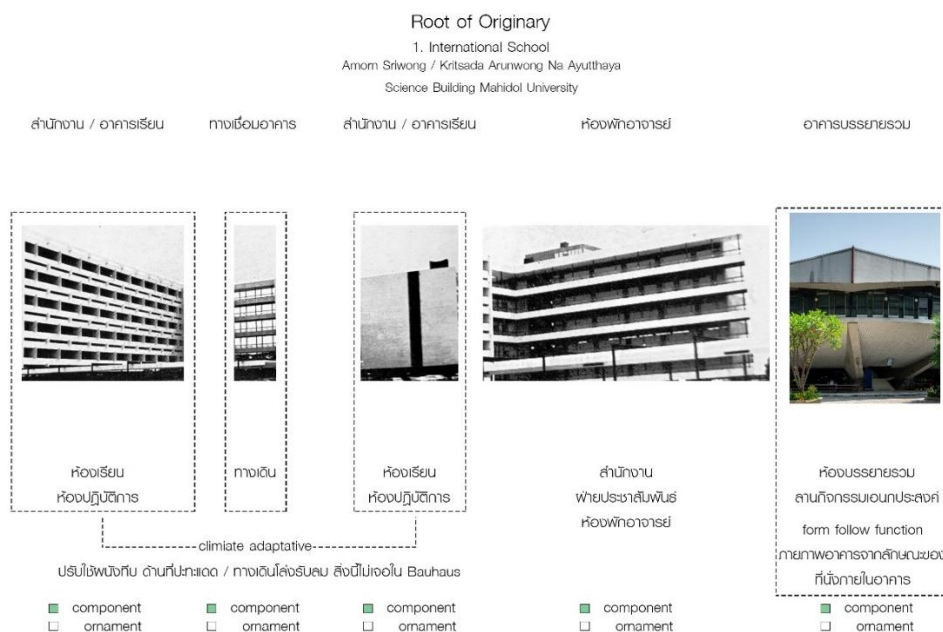 Root of Originary
1. International School
Amorn Sriwong / Kritsada Arunwong Na Ayutthaya
Science Building Mahidol University
สำนักงาน / อาคารเรียน
ทางเชื่อมอาคาร
สำนักงาน / อาคารเรียน
ห้องพักอาจารย์
อาคารบรรยายรวม
ห้องเรียน
ห้องปฏิบัติการ
ทางเดิน
ห้องเรียน
ห้องปฏิบัติการ
สำนักงาน
ฝ่ายประชาสัมพันธ์
ห้องพักอาจารย์
ห้องบรรยายรวม
ลานกิจกรรมเอนกประสงค์
form follow function
กายภาพอาคารจากลักษณะของ
ที่นั่งภายในอาคาร
climiate adaptative
ปรับใช้ผนังทึบ ด้านที่ปะทะแดด / ทางเดินโล่งรับลม สิ่งนี้ไม่เจอใน Bauhaus
component
ornament
component
ornament
component
ornament
component
ornament
component
ornament